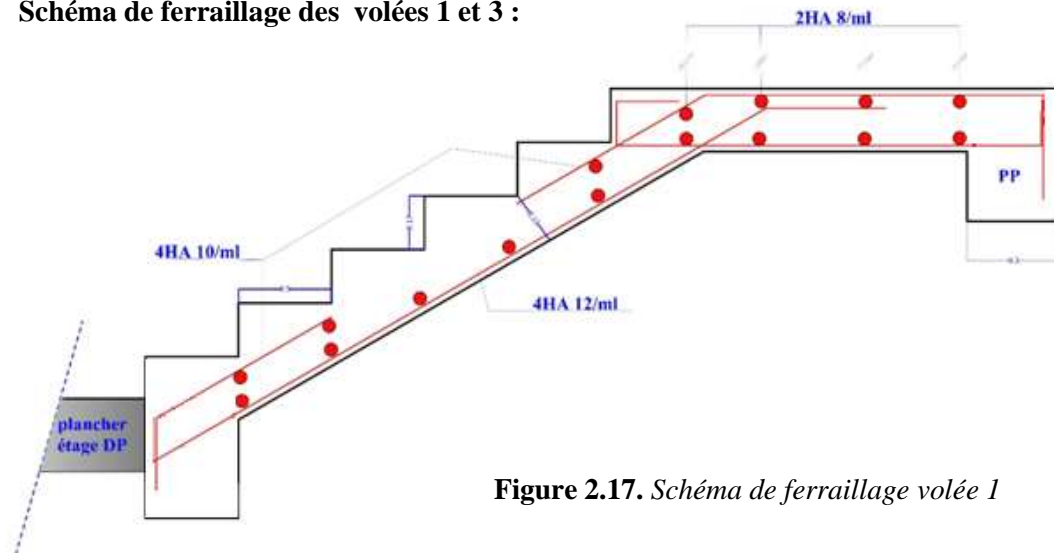 Schéma de ferraillage des volées 1 et 3 :
2HA 8/ml
PP
4HA 10/ml
4HA 12/ml
plancher
étage DP
Figure 2.17. Schéma de ferraillage volée 1